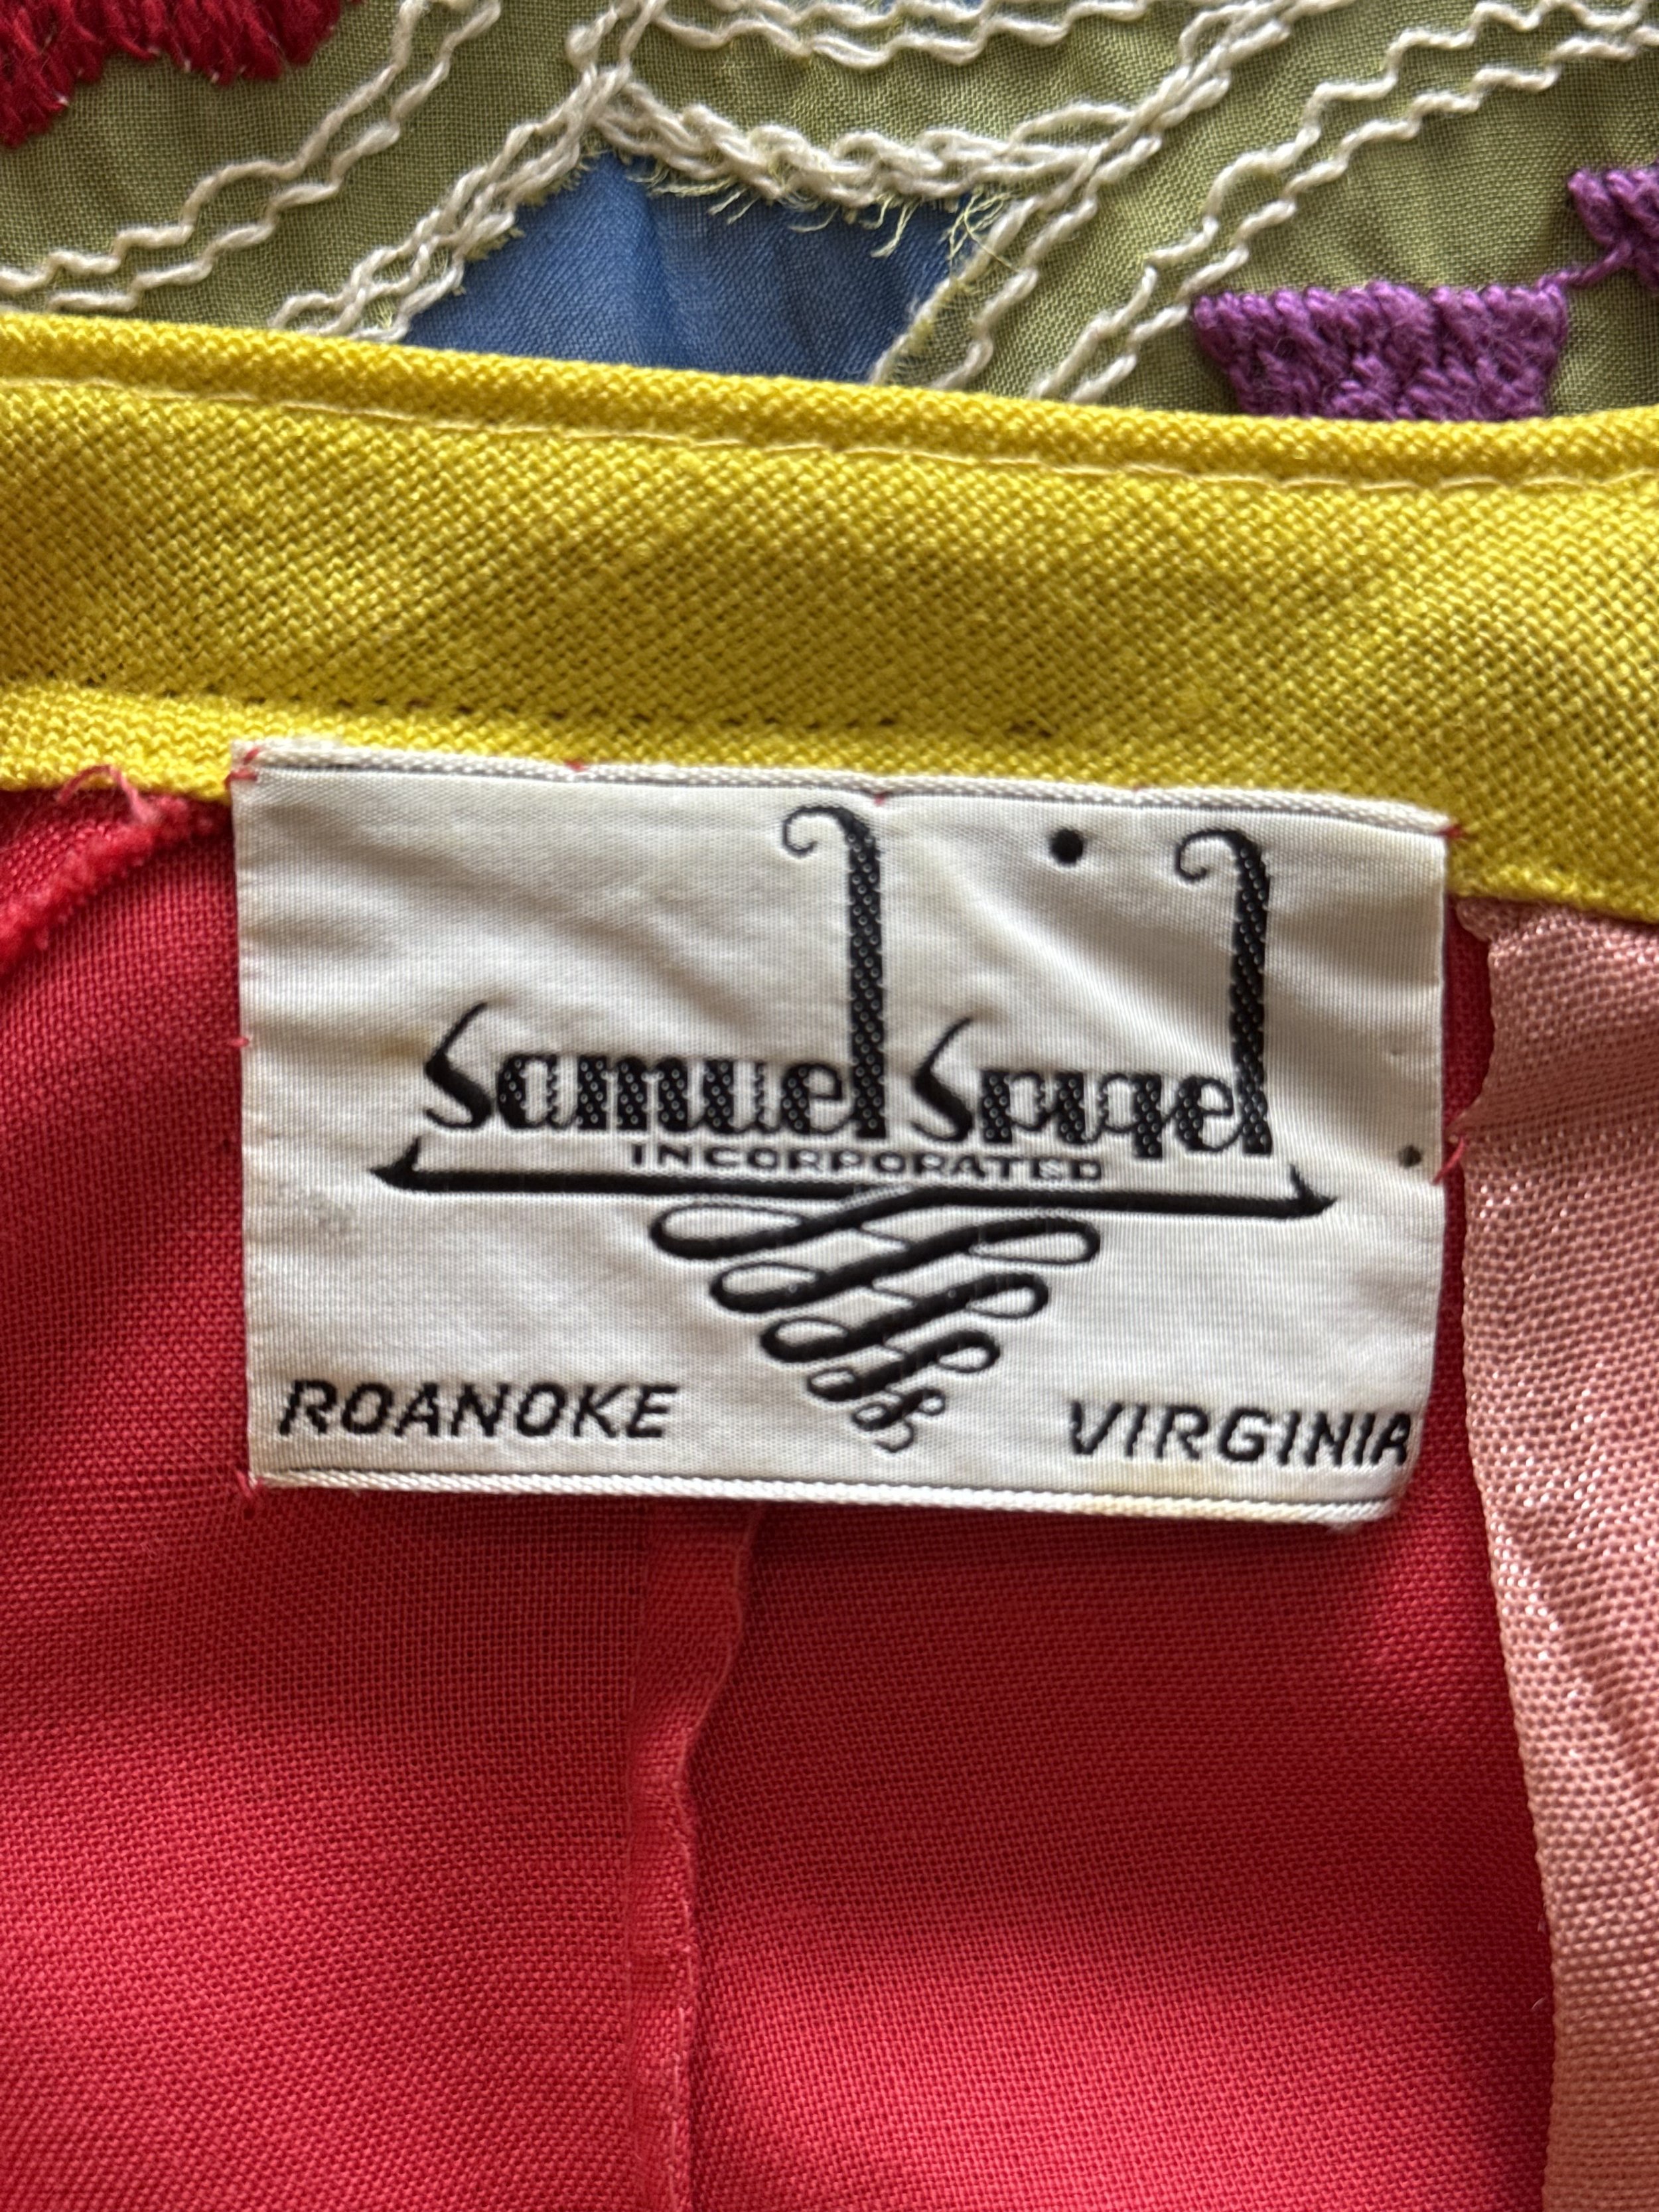 Samuel Spigel
INCORPORATED
ROANOKE VIRGINIA